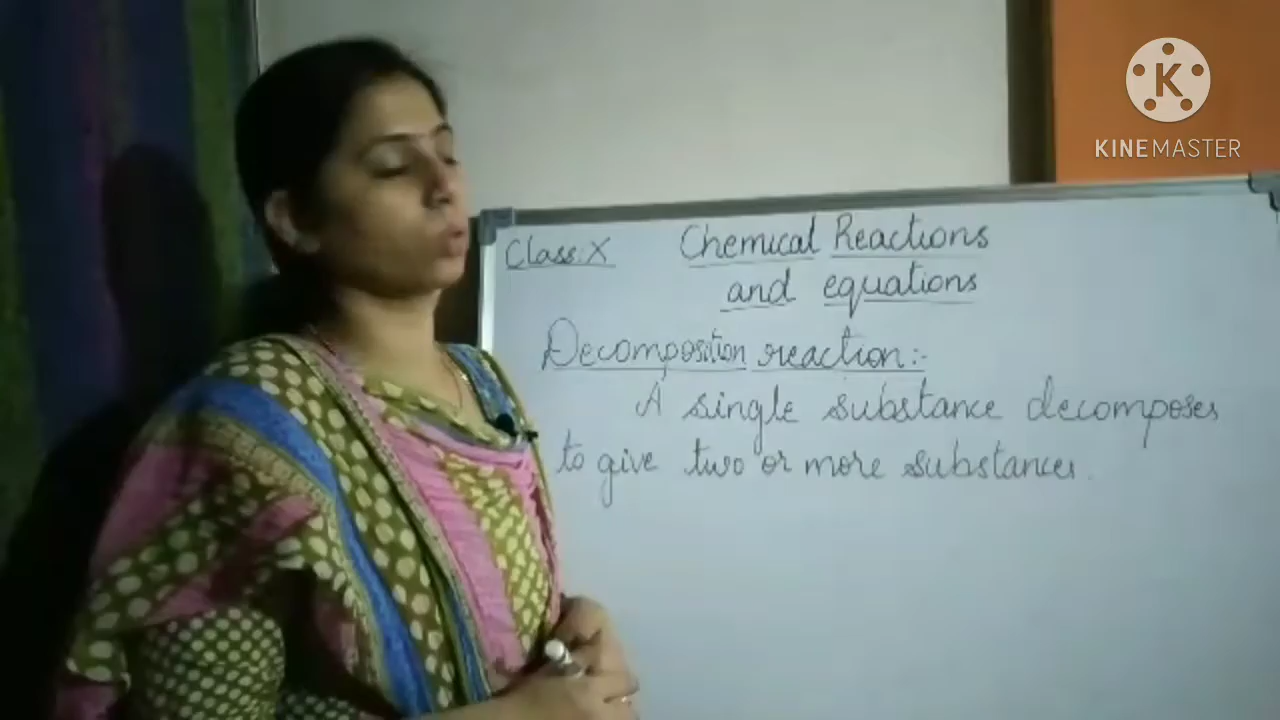 K
KINEMASTER
Class:X
Chemical Reactions
and equations
Decomposition reaction:-
A single substance decomposes
to give two or more substances.